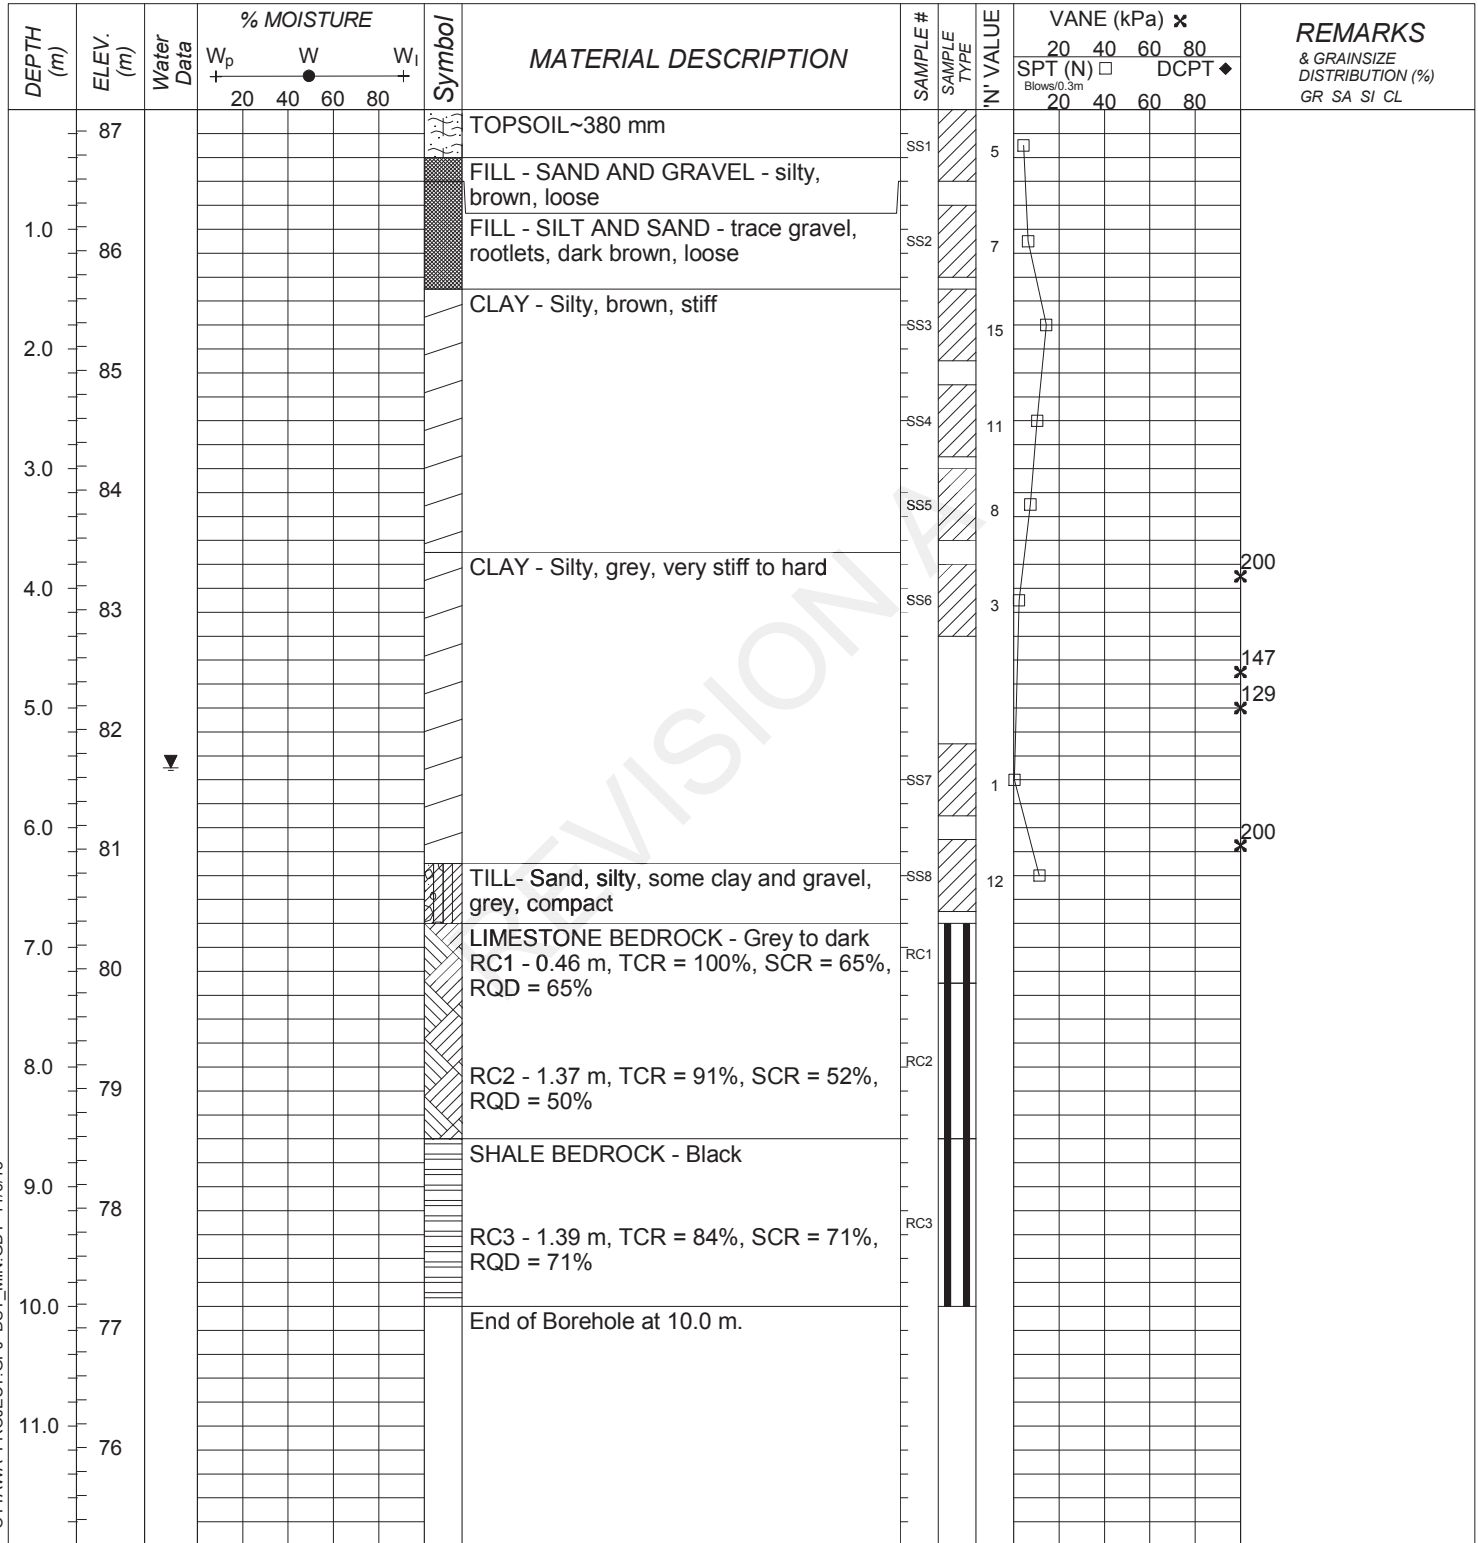 DEPTH (m)
ELEV. (m)
Water Data
% MOISTURE
Wp W Wl
20 40 60 80
Symbol
MATERIAL DESCRIPTION
SAMPLE #
SAMPLE TYPE
'N' VALUE
VANE (kPa)
20 40 60 80
SPT (N) DCPT
Blows/0.3m
20 40 60 80
REMARKS
& GRAINSIZE
DISTRIBUTION (%)
GR SA SI CL
87
TOPSOIL~380 mm
SS1
5
FILL - SAND AND GRAVEL - silty,
brown, loose
1.0
86
FILL - SILT AND SAND - trace gravel,
rootlets, dark brown, loose
SS2
7
CLAY - Silty, brown, stiff
SS3
15
2.0
85
SS4
11
3.0
84
SS5
8
CLAY - Silty, grey, very stiff to hard
200
4.0
83
SS6
3
147
129
5.0
82
SS7
1
6.0
81
200
TILL- Sand, silty, some clay and gravel,
grey, compact
SS8
12
LIMESTONE BEDROCK - Grey to dark
7.0
80
RC1 - 0.46 m, TCR = 100%, SCR = 65%,
RQD = 65%
RC1
8.0
79
RC2 - 1.37 m, TCR = 91%, SCR = 52%,
RQD = 50%
RC2
SHALE BEDROCK - Black
9.0
78
RC3 - 1.39 m, TCR = 84%, SCR = 71%,
RQD = 71%
RC3
10.0
77
End of Borehole at 10.0 m.
11.0
76
REVISION A